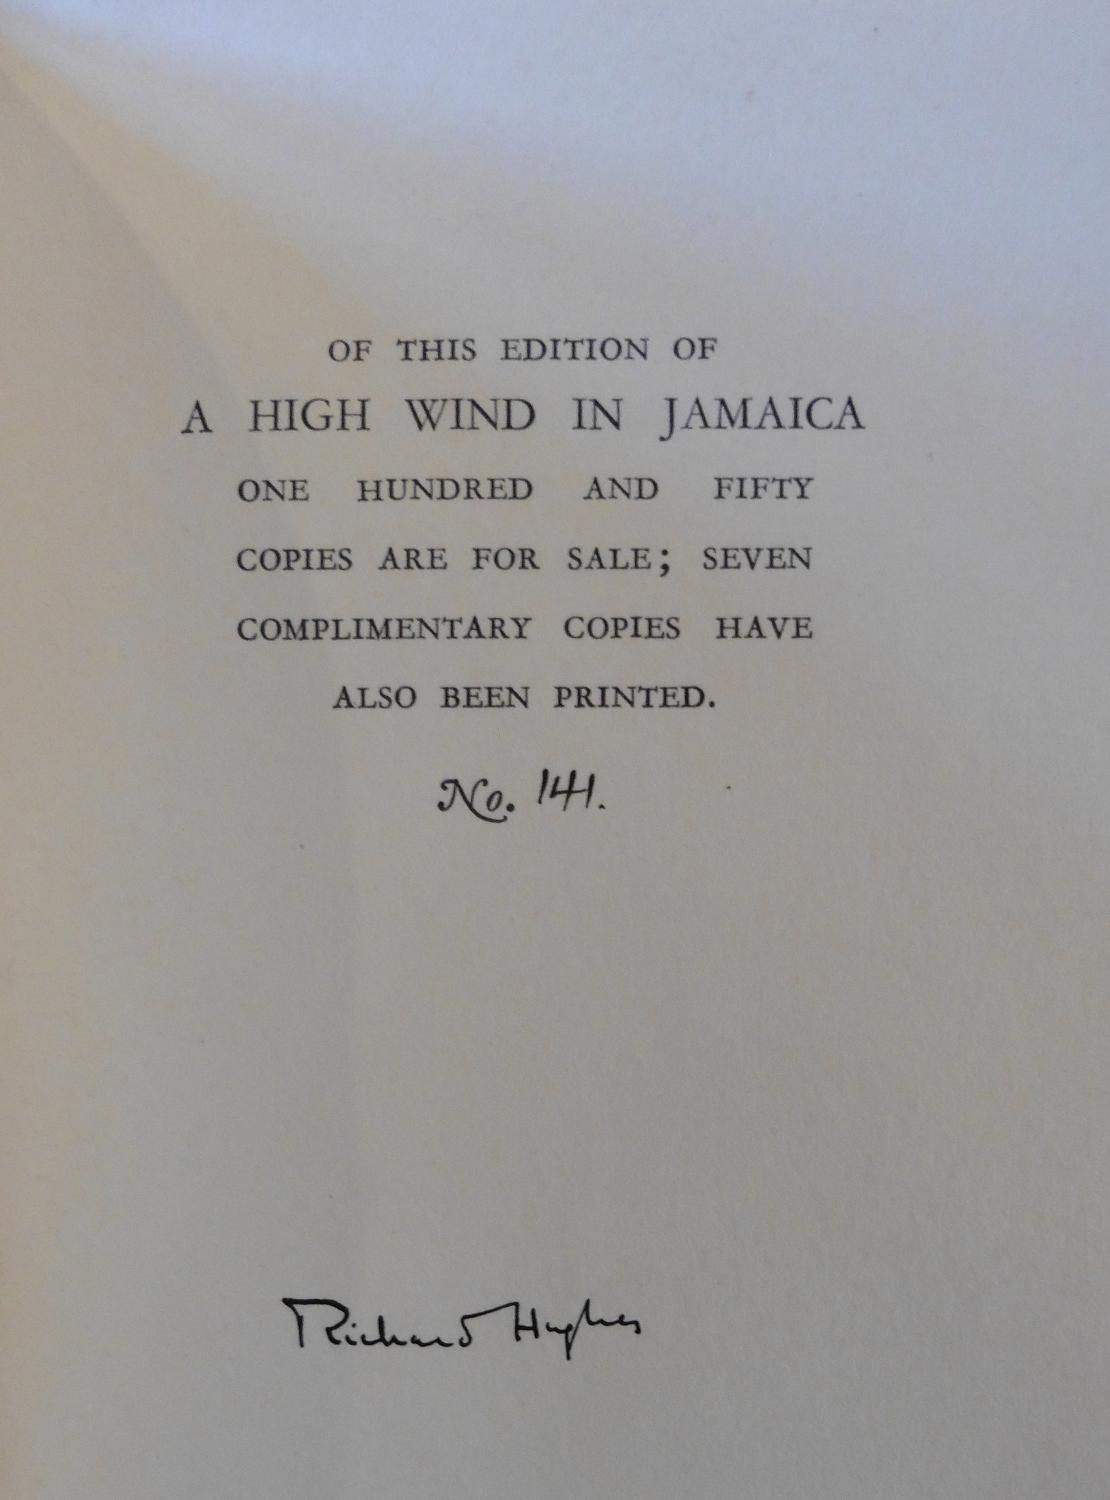 OF THIS EDITION OF
A HIGH WIND IN JAMAICA
ONE HUNDRED AND FIFTY
COPIES ARE FOR SALE; SEVEN
COMPLIMENTARY COPIES HAVE
ALSO BEEN PRINTED.
No. 141.
Richard Hughes